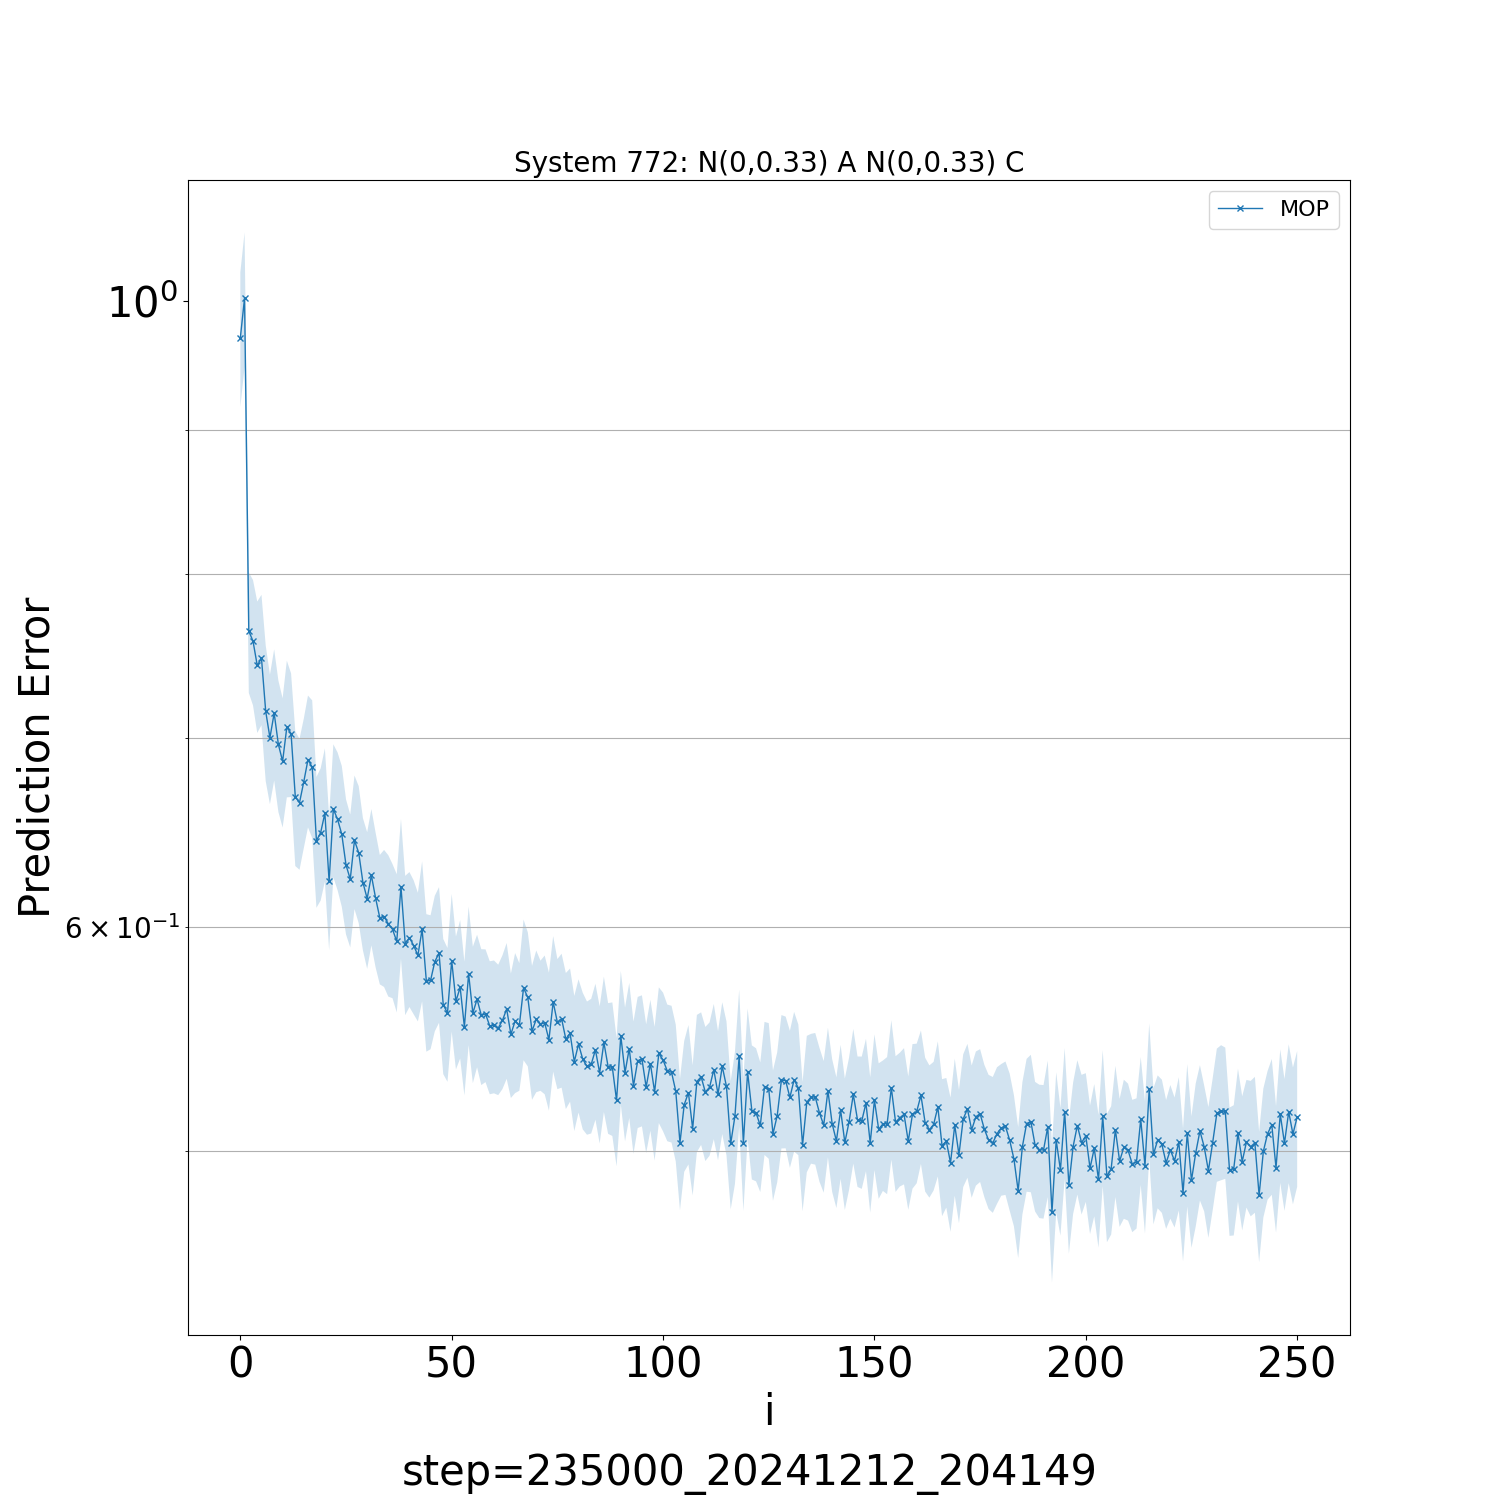 System 772: N(0,0.33) A N(0,0.33) C
MOP
10⁰
6 × 10⁻¹
Prediction Error
0 50 100 150 200 250
i
step=235000_20241212_204149